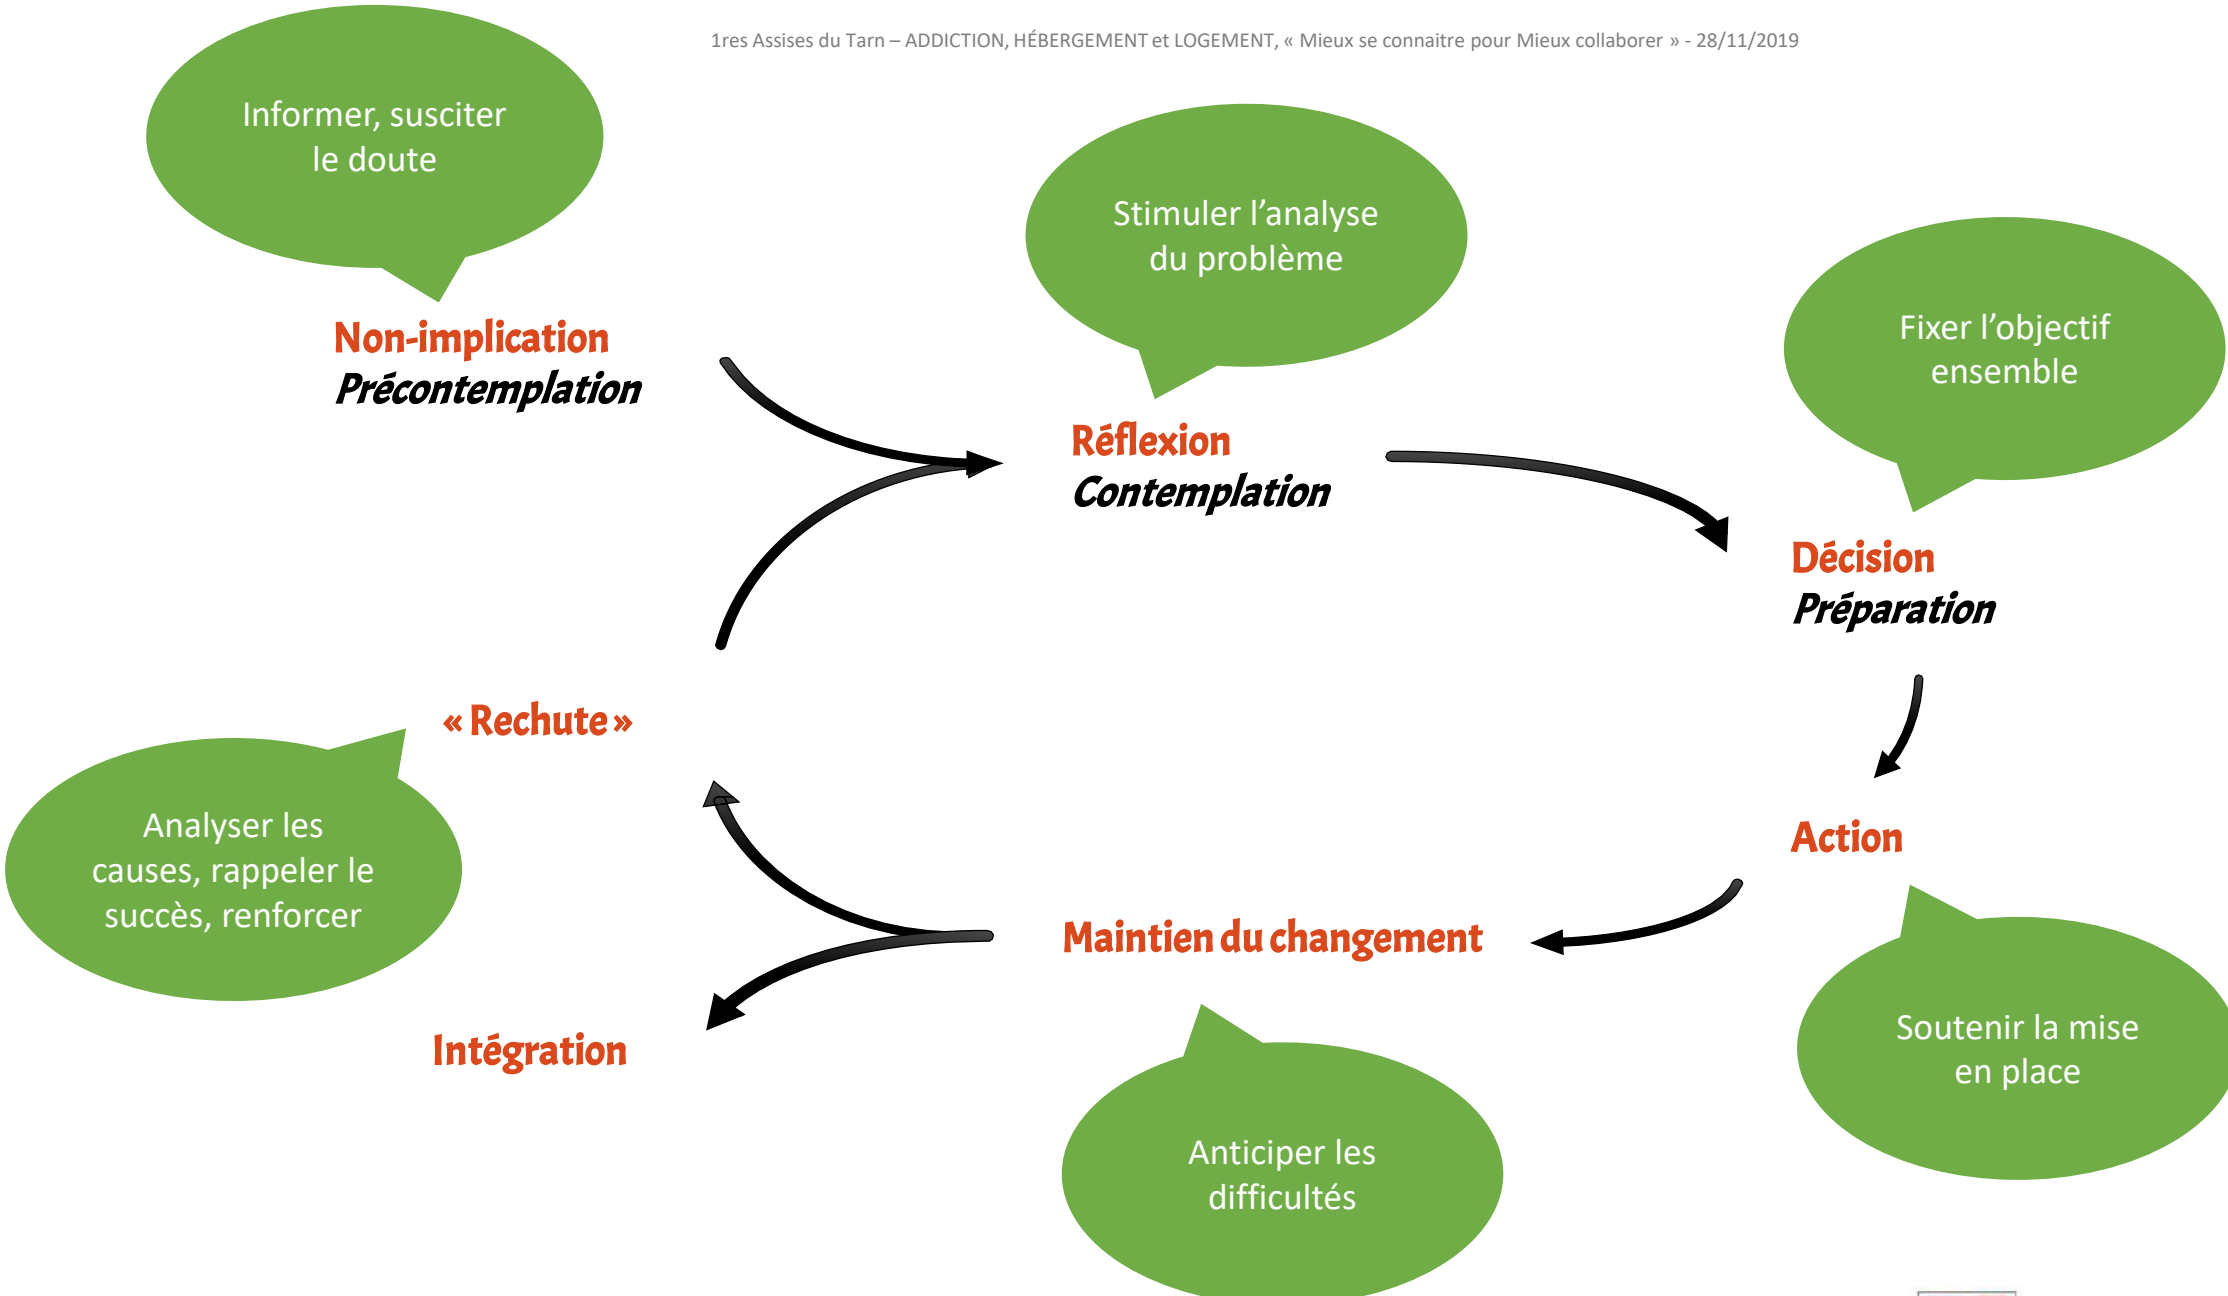 1res Assises du Tarn – ADDICTION, HÉBERGEMENT et LOGEMENT, « Mieux se connaitre pour Mieux collaborer » - 28/11/2019
Informer, susciter
le doute
Non-implication
Précontemplation
Stimuler l’analyse
du problème
Réflexion
Contemplation
Fixer l’objectif
ensemble
Décision
Préparation
Action
Soutenir la mise
en place
Maintien du changement
Anticiper les
difficultés
« Rechute »
Analyser les
causes, rappeler le
succès, renforcer
Intégration